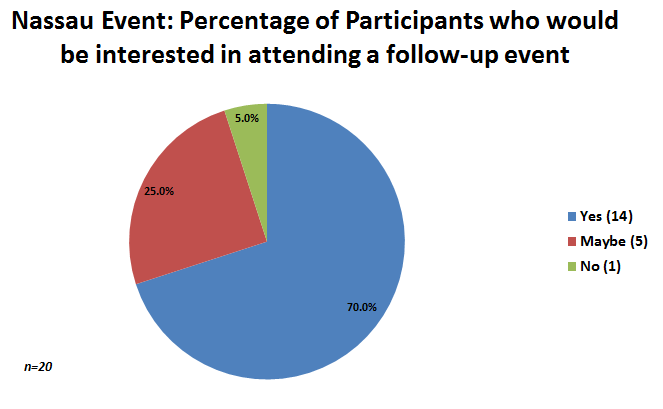 Nassau Event: Percentage of Participants who would
be interested in attending a follow-up event
5.0%
25.0%
70.0%
Yes (14)
Maybe (5)
No (1)
n=20